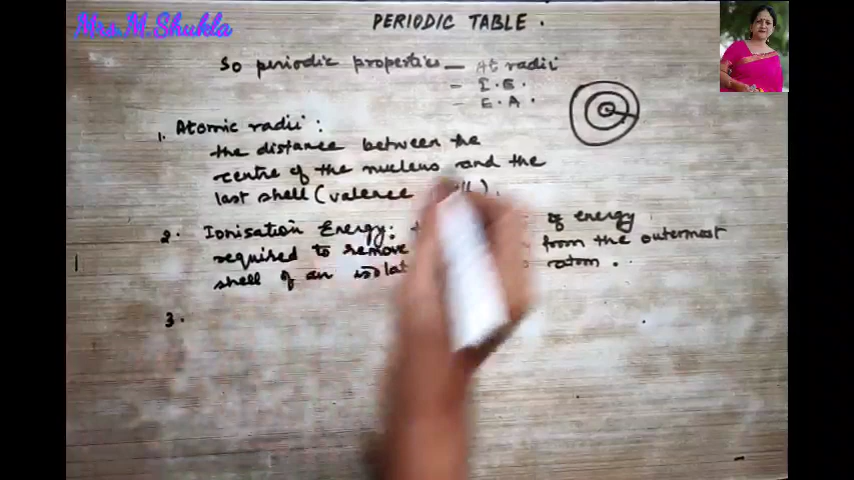 Mrs.M.Shukla
PERIODIC TABLE .
So periodic properties — At radii
- I.E.
- E.A.
1. Atomic radii :
the distance between the
centre of the nucleus and the
last shell (valence
2. Ionisation Energy: of energy
required to remove from the outermost
shell of an atom .
3.